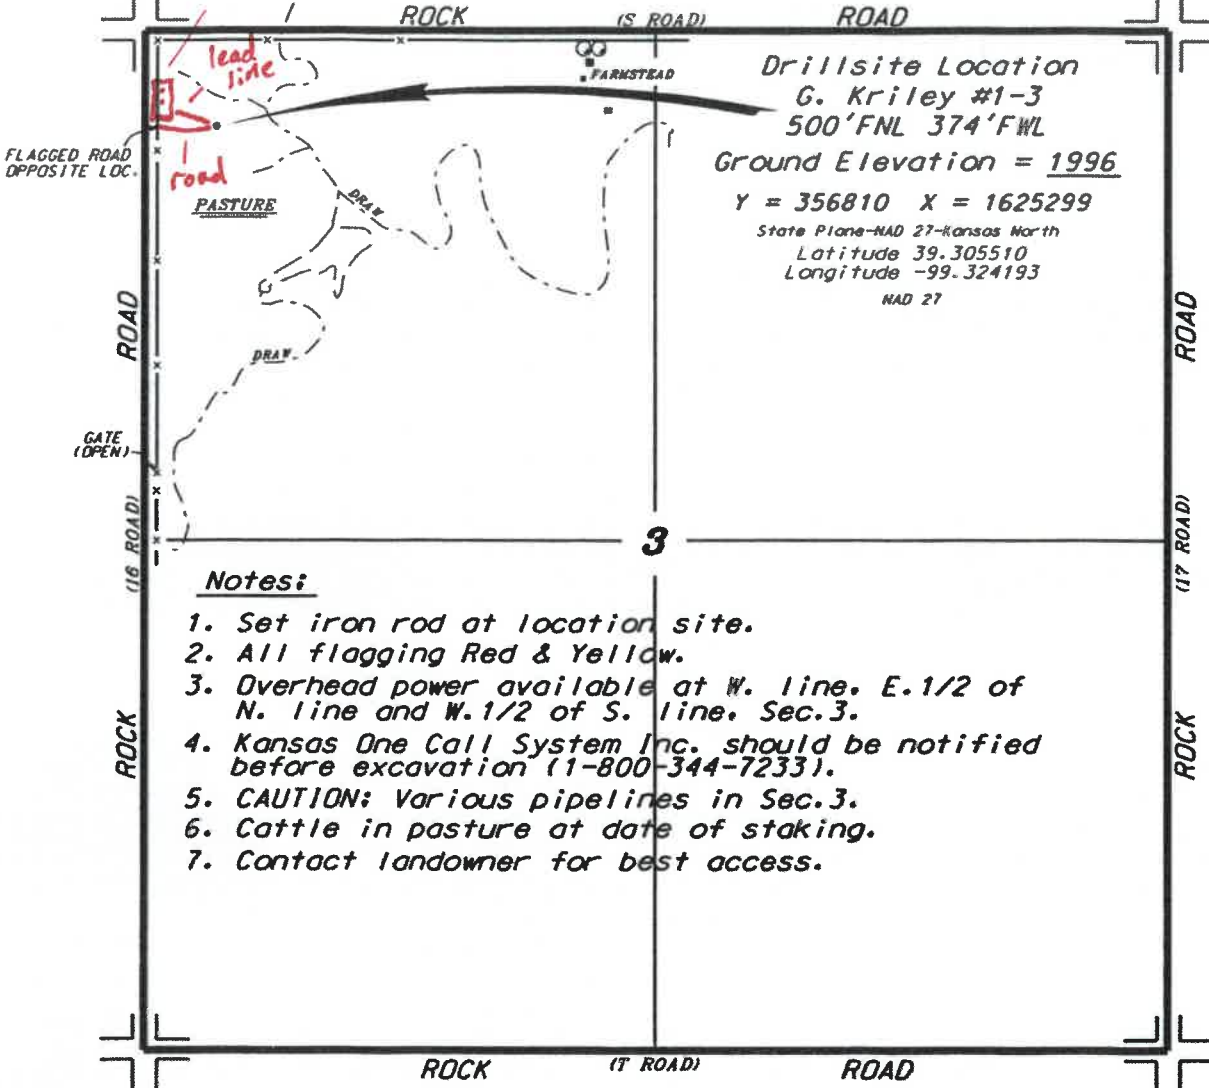 ROCK (S ROAD) ROAD
lead
line
FARMSTEAD
Drillsite Location
G. Kriley #1-3
500'FNL 374'FWL
Ground Elevation = 1996
Y = 356810 X = 1625299
State Plane-NAD 27-Kansas North
Latitude 39.305510
Longitude -99.324193
NAD 27
FLAGGED ROAD
OPPOSITE LOC.
road
PASTURE
DRAW
DRAW
ROAD
ROAD
GATE
(OPEN)
(16 ROAD)
(17 ROAD)
3
Notes:
1. Set iron rod at location site.
2. All flagging Red & Yellow.
3. Overhead power available at W. line. E.1/2 of
N. line and W.1/2 of S. line. Sec.3.
4. Kansas One Call System Inc. should be notified
before excavation (1-800-344-7233).
5. CAUTION: Various pipelines in Sec.3.
6. Cattle in pasture at date of staking.
7. Contact landowner for best access.
ROCK
ROCK
ROCK (T ROAD) ROAD